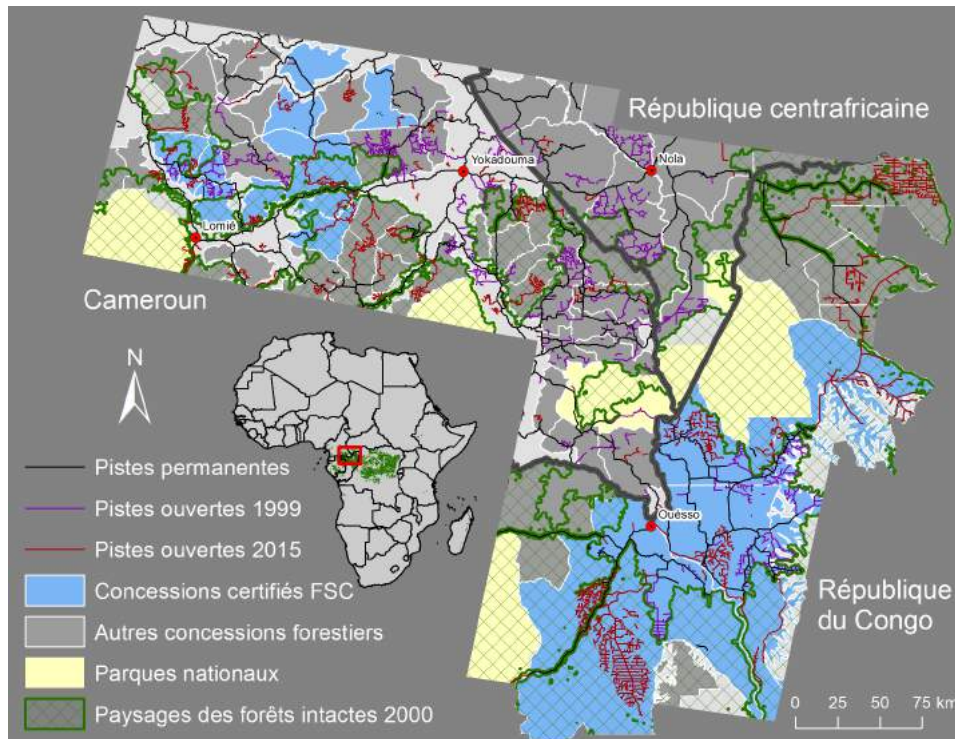 République centrafricaine
Yokadouma
Nola
Lomié
Cameroun
N
Pistes permanentes
Pistes ouvertes 1999
Pistes ouvertes 2015
Concessions certifiés FSC
Autres concessions forestiers
Parques nationaux
Paysages des forêts intactes 2000
Ouésso
République
du Congo
0 25 50 75 km